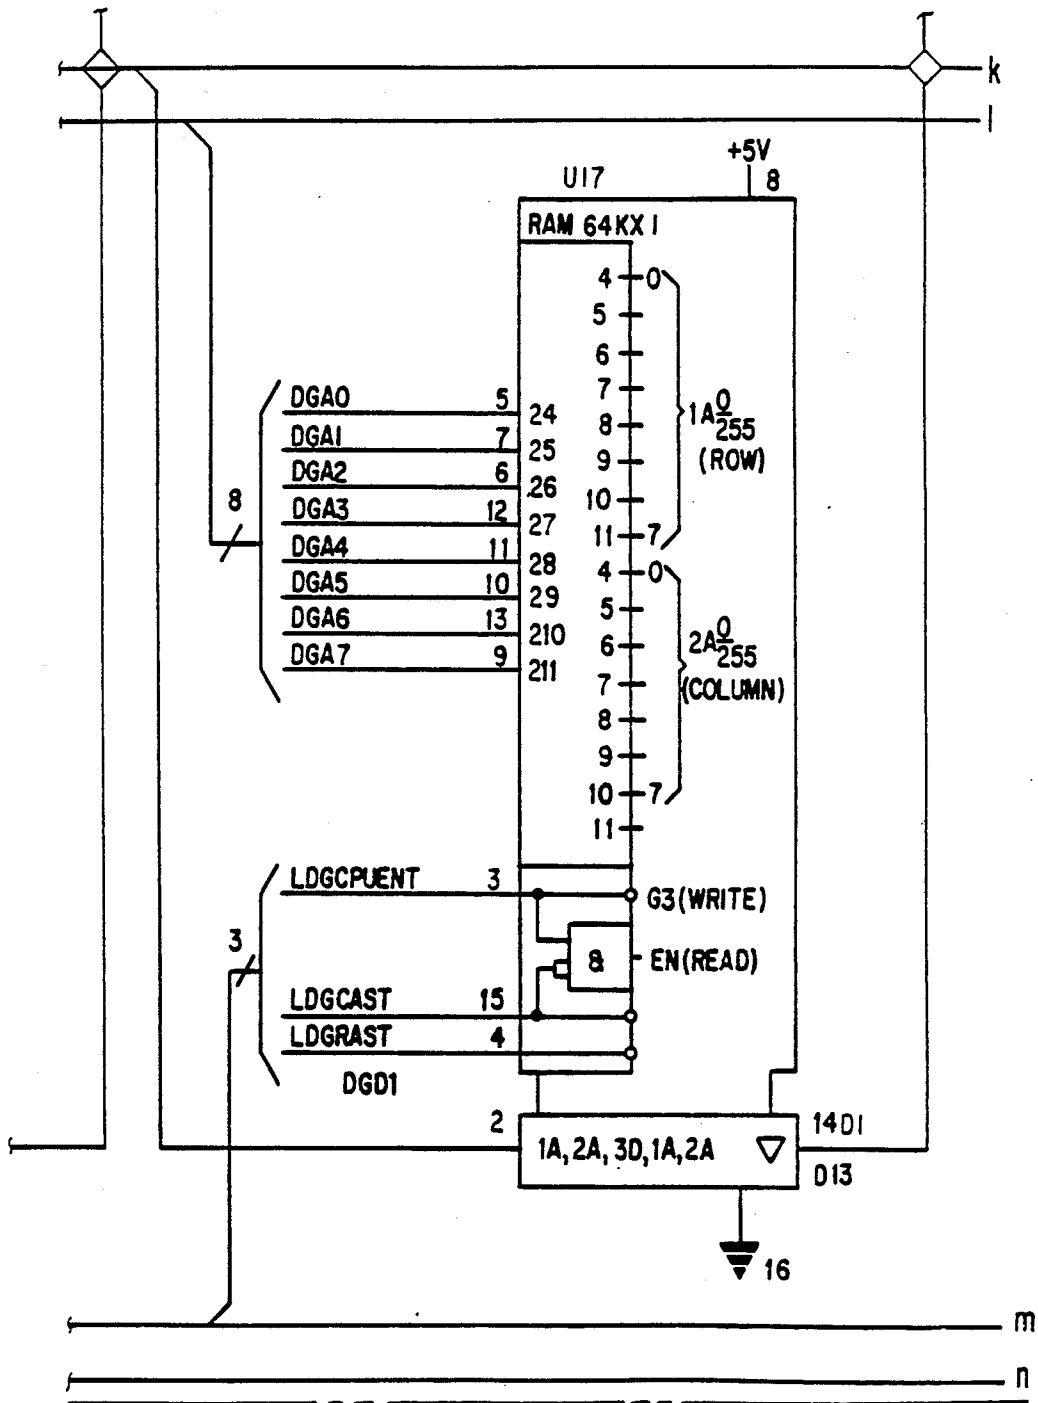 k
l
+5V
U17 8
RAM 64KX1
4 0
5
6
7
8
9
10
11 7
1A 0/255
(ROW)
DGA0 5 24
DGA1 7 25
DGA2 6 26
DGA3 12 27
DGA4 11 28
DGA5 10 29
DGA6 13 210
DGA7 9 211
8
4 0
5
6
7
8
9
10 7
11
2A 0/255
(COLUMN)
LDGCPUENT 3 G3(WRITE)
3
& EN(READ)
LDGCAST 15
LDGRAST 4
DGD1
2 14D1
1A, 2A, 3D, 1A, 2A
D13
16
m
n